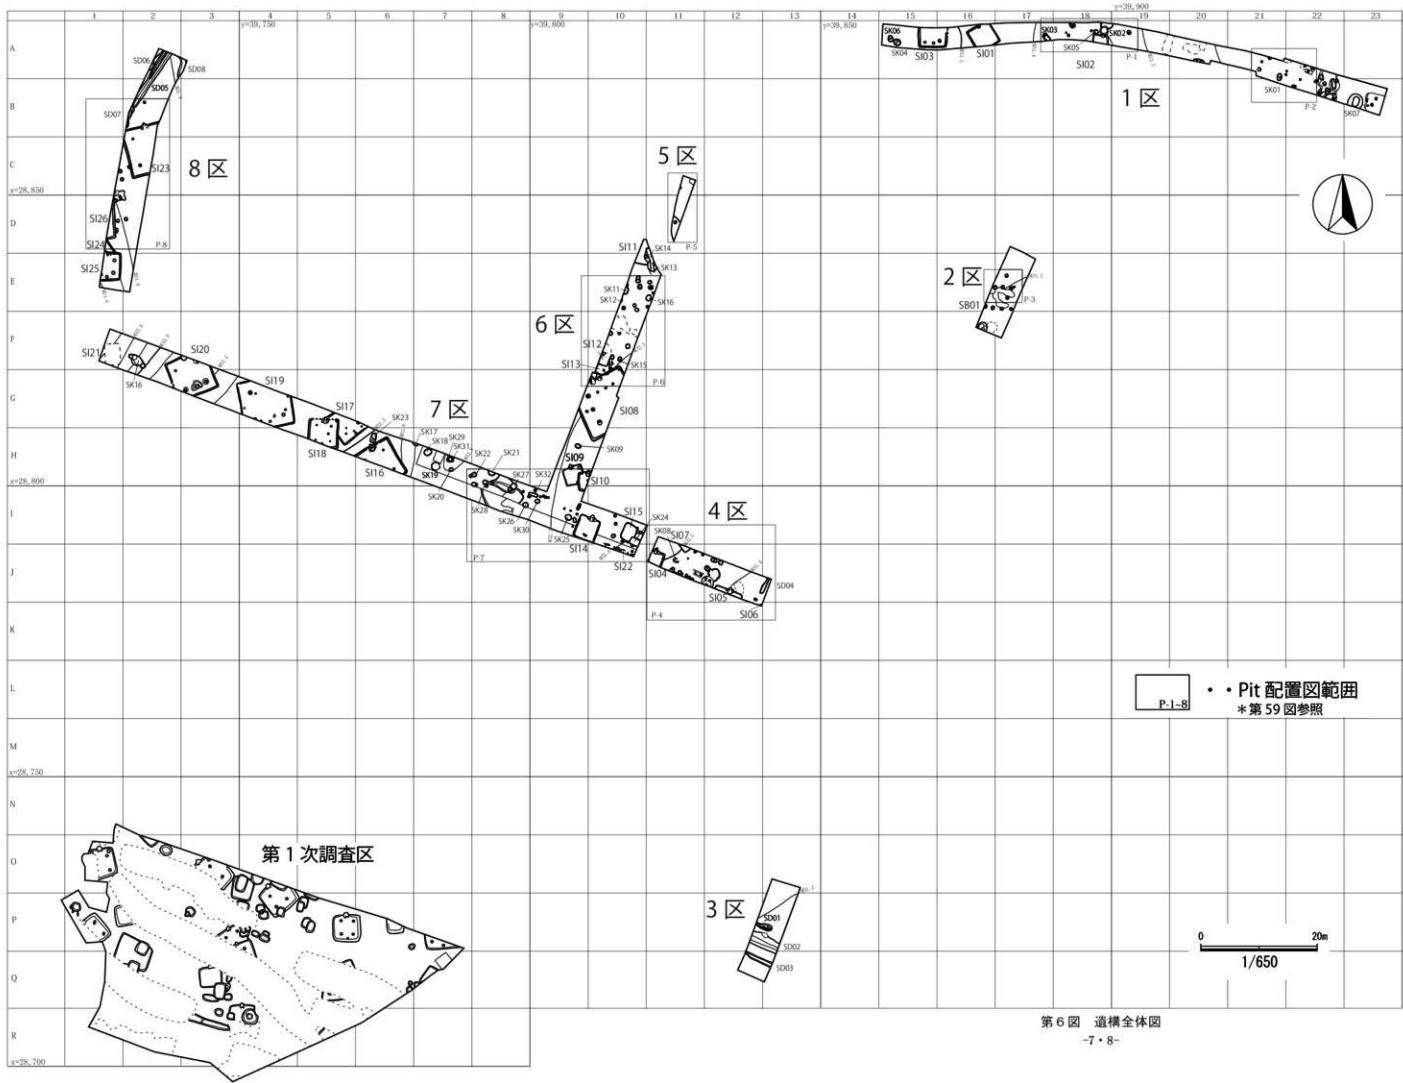 y=39,750
y=39,800
y=39,850
y=39,900
1 2 3 4 5 6 7 8 9 10 11 12 13 14 15 16 17 18 19 20 21 22 23
A
B
C
x=28,850
D
E
F
G
H
x=28,800
I
J
K
L
M
x=28,750
N
O
P
Q
R
x=28,700
SK06
SK04
SI03
SI01
SK03
SK05
SK02
SI02
P-1
1区
SK01
P-2
SK07
SD06
SD08
SD05
SD07
SI23
8区
SI26
SI24
P-8
SI25
5区
P-5
SI11
SK14
SK13
SK11
SK12
SK16
6区
SI12
SI13
SK15
P-6
SI08
SK09
SI09
SI10
2区
SB01
P-3
SI21
SK16
SI20
SI19
SI17
SI18
SK23
SI16
7区
SK17
SK18
SK29
SK31
SK22
SK21
SK19
SK20
SK27
SK32
SK28
SK26
SK30
SK25
P-7
SI14
SI15
SI22
SK24
4区
SK08
SI07
SI04
SI05
SD04
SI06
P-4
P-1~8
・・Pit 配置図範囲
＊第 59 図参照
第 1 次調査区
3区
SD01
SD02
SD03
0 20m
1/650
第 6 図 遺構全体図
-7・8-